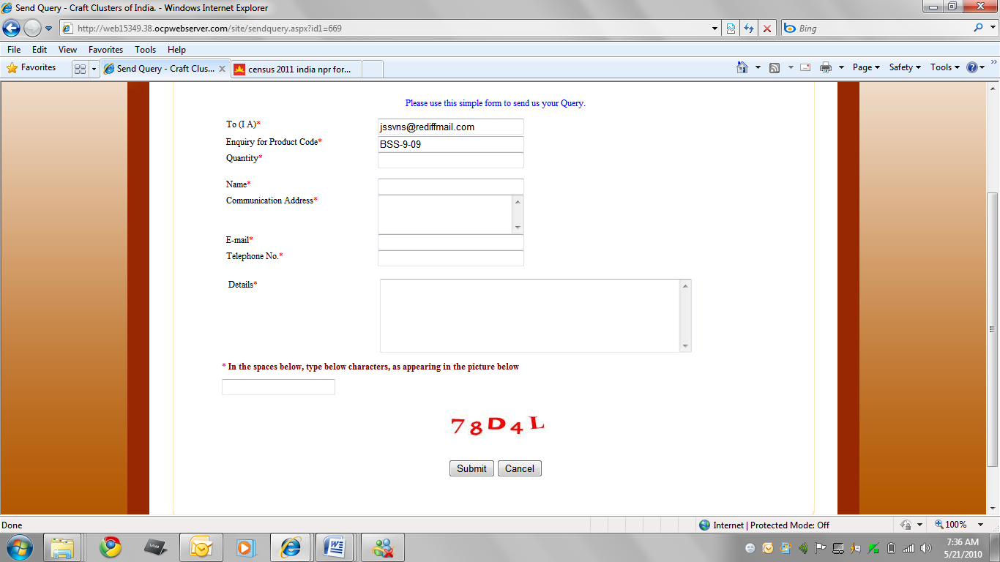 Send Query - Craft Clusters of India. - Windows Internet Explorer
http://web15349.38.ocpwebserver.com/site/sendquery.aspx?id1=669
Bing
File Edit View Favorites Tools Help
Favorites
Send Query - Craft Clus...
census 2011 india npr for...
Page Safety Tools
Please use this simple form to send us your Query.
To (I A)*
jssvns@rediffmail.com
Enquiry for Product Code*
BSS-9-09
Quantity*
Name*
Communication Address*
E-mail*
Telephone No.*
Details*
* In the spaces below, type below characters, as appearing in the picture below
78D4L
Submit Cancel
Done
Internet | Protected Mode: Off
100%
VAIO
7:36 AM
5/21/2010